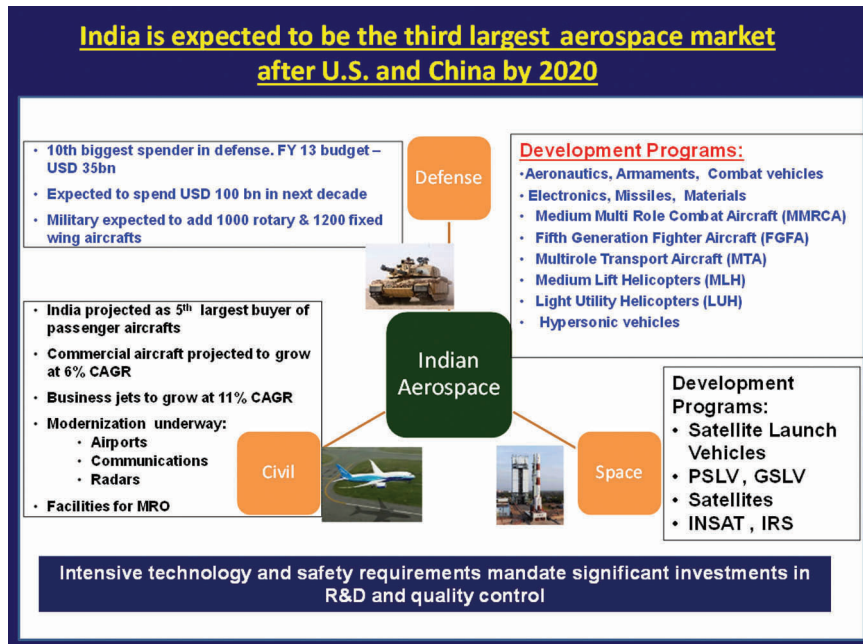 India is expected to be the third largest aerospace market
after U.S. and China by 2020
• 10th biggest spender in defense. FY 13 budget –
USD 35bn
• Expected to spend USD 100 bn in next decade
• Military expected to add 1000 rotary & 1200 fixed
wing aircrafts
Defense
Development Programs:
•Aeronautics, Armaments, Combat vehicles
•Electronics, Missiles, Materials
• Medium Multi Role Combat Aircraft (MMRCA)
• Fifth Generation Fighter Aircraft (FGFA)
• Multirole Transport Aircraft (MTA)
• Medium Lift Helicopters (MLH)
• Light Utility Helicopters (LUH)
• Hypersonic vehicles
• India projected as 5th largest buyer of
passenger aircrafts
• Commercial aircraft projected to grow
at 6% CAGR
• Business jets to grow at 11% CAGR
• Modernization underway:
• Airports
• Communications
• Radars
• Facilities for MRO
Civil
Indian
Aerospace
Space
Development
Programs:
• Satellite Launch
Vehicles
• PSLV , GSLV
• Satellites
• INSAT , IRS
Intensive technology and safety requirements mandate significant investments in
R&D and quality control